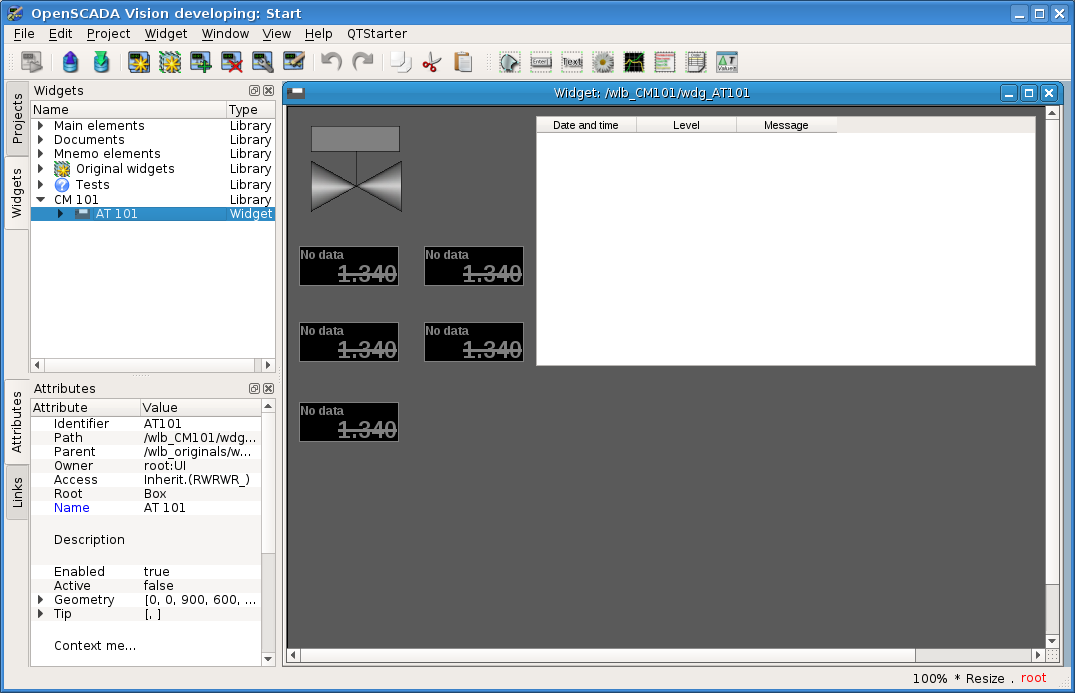 OpenSCADA Vision developing: Start
File Edit Project Widget Window View Help QTStarter
Enter| Text
AT
Projects
Widgets
Widgets
Name Type
Main elements Library
Documents Library
Mnemo elements Library
Original widgets Library
Tests Library
CM 101 Library
AT 101 Widget
Attributes
Links
Attributes
Attribute Value
Identifier AT101
Path /wlb_CM101/wdg...
Parent /wlb_originals/w...
Owner root:UI
Access Inherit.(RWRWR_)
Root Box
Name AT 101
Description
Enabled true
Active false
Geometry [0, 0, 900, 600, ...
Tip [, ]
Context me...
Widget: /wlb_CM101/wdg_AT101
Date and time Level Message
No data No data
1.340 1.340
No data No data
1.340 1.340
No data
1.340
100% * Resize . root